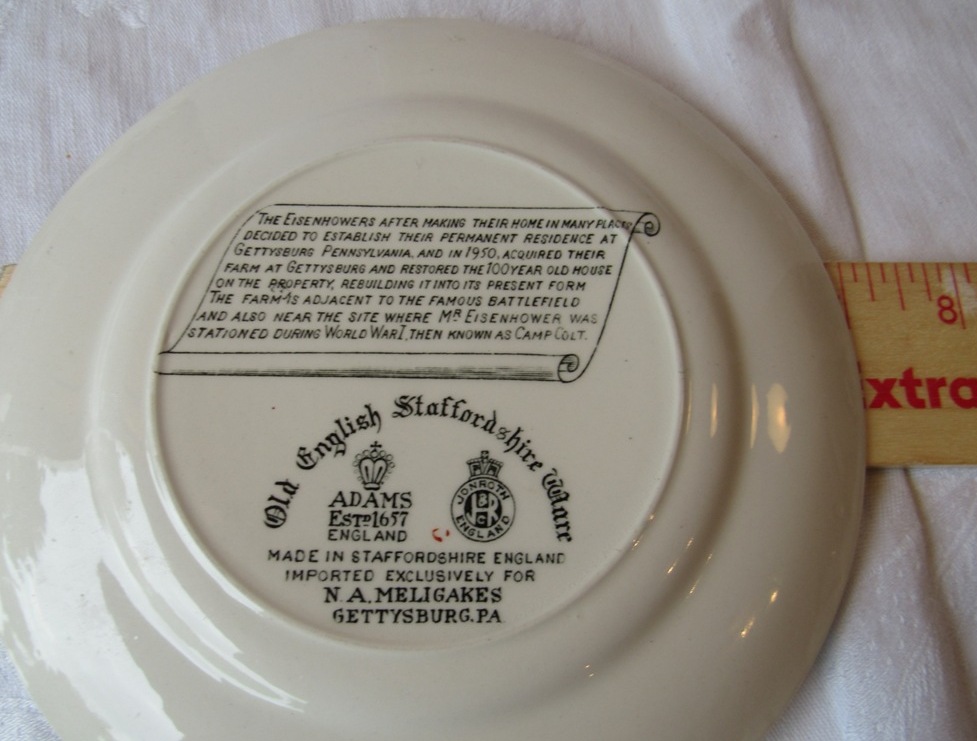 THE EISENHOWERS AFTER MAKING THEIR HOME IN MANY PLACES
DECIDED TO ESTABLISH THEIR PERMANENT RESIDENCE AT
GETTYSBURG PENNSYLVANIA, AND IN 1950, ACQUIRED THEIR
FARM AT GETTYSBURG AND RESTORED THE 100 YEAR OLD HOUSE
ON THE PROPERTY, REBUILDING IT INTO ITS PRESENT FORM
THE FARM IS ADJACENT TO THE FAMOUS BATTLEFIELD
AND ALSO NEAR THE SITE WHERE MR EISENHOWER WAS
STATIONED DURING WORLD WAR I, THEN KNOWN AS CAMP COLT.
Old English Staffordshire Ware
ADAMS
ESTD 1657
ENGLAND
JONROTH
ENGLAND
MADE IN STAFFORDSHIRE ENGLAND
IMPORTED EXCLUSIVELY FOR
N. A. MELIGAKES
GETTYSBURG, PA.
8
xtra